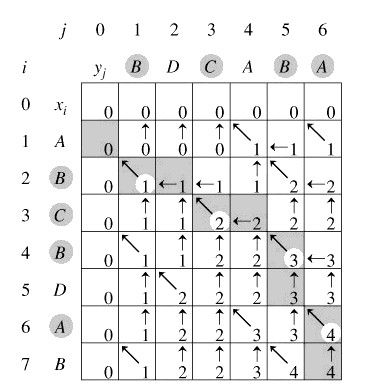 j 0 1 2 3 4 5 6
i y_j B D C A B A
0 x_i 0 0 0 0 0 0 0
1 A 0 ↑0 ↑0 ↑0 ↖1 ←1 ↖1
2 B 0 ↖1 ←1 ←1 ↑1 ↖2 ←2
3 C 0 ↑1 ↑1 ↖2 ←2 ↑2 ↑2
4 B 0 ↖1 ↑1 ↑2 ↑2 ↖3 ←3
5 D 0 ↑1 ↖2 ↑2 ↑2 ↑3 ↑3
6 A 0 ↑1 ↑2 ↑2 ↖3 ↑3 ↖4
7 B 0 ↖1 ↑2 ↑2 ↑3 ↖4 ↑4